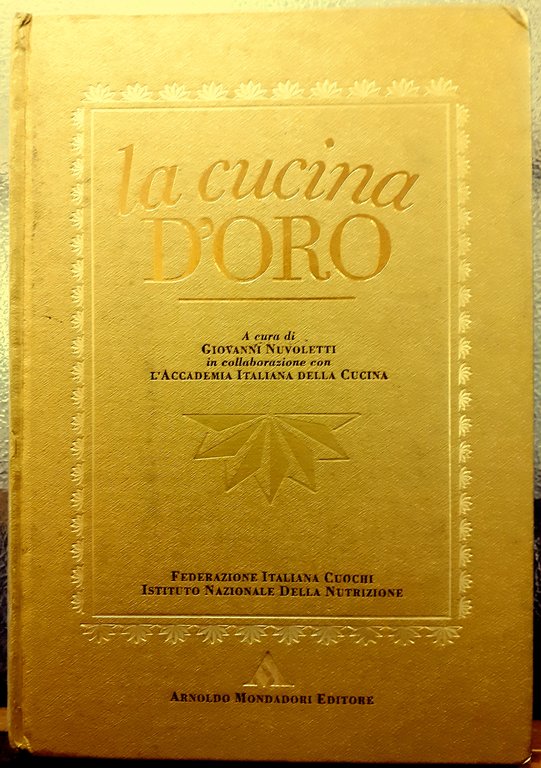 la cucina
D'ORO
A cura di
GIOVANNI NUVOLETTI
in collaborazione con
L'ACCADEMIA ITALIANA DELLA CUCINA
FEDERAZIONE ITALIANA CUOCHI
ISTITUTO NAZIONALE DELLA NUTRIZIONE
ARNOLDO MONDADORI EDITORE